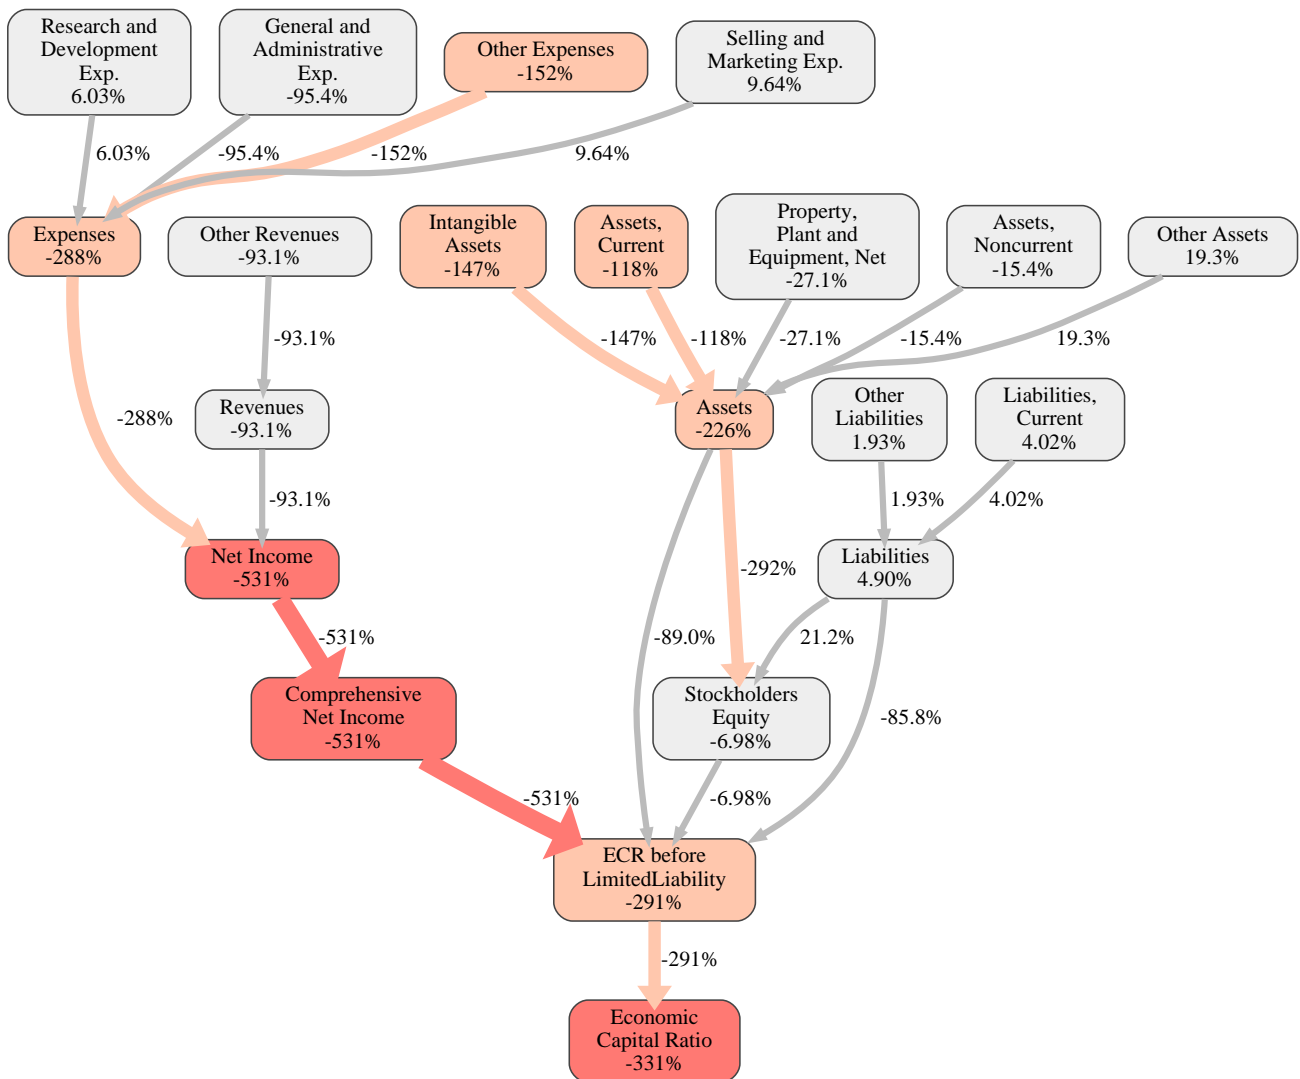 Research and
Development
Exp.
6.03%
General and
Administrative
Exp.
-95.4%
Other Expenses
-152%
Selling and
Marketing Exp.
9.64%
6.03%
-95.4%
-152%
9.64%
Expenses
-288%
Other Revenues
-93.1%
Intangible
Assets
-147%
Assets,
Current
-118%
Property,
Plant and
Equipment, Net
-27.1%
Assets,
Noncurrent
-15.4%
Other Assets
19.3%
-93.1%
-147%
-118%
-27.1%
-15.4%
19.3%
-288%
Revenues
-93.1%
Assets
-226%
Other
Liabilities
1.93%
Liabilities,
Current
4.02%
-93.1%
1.93%
4.02%
Net Income
-531%
-292%
Liabilities
4.90%
-531%
-89.0%
21.2%
Comprehensive
Net Income
-531%
Stockholders
Equity
-6.98%
-85.8%
-531%
-6.98%
ECR before
LimitedLiability
-291%
-291%
Economic
Capital Ratio
-331%